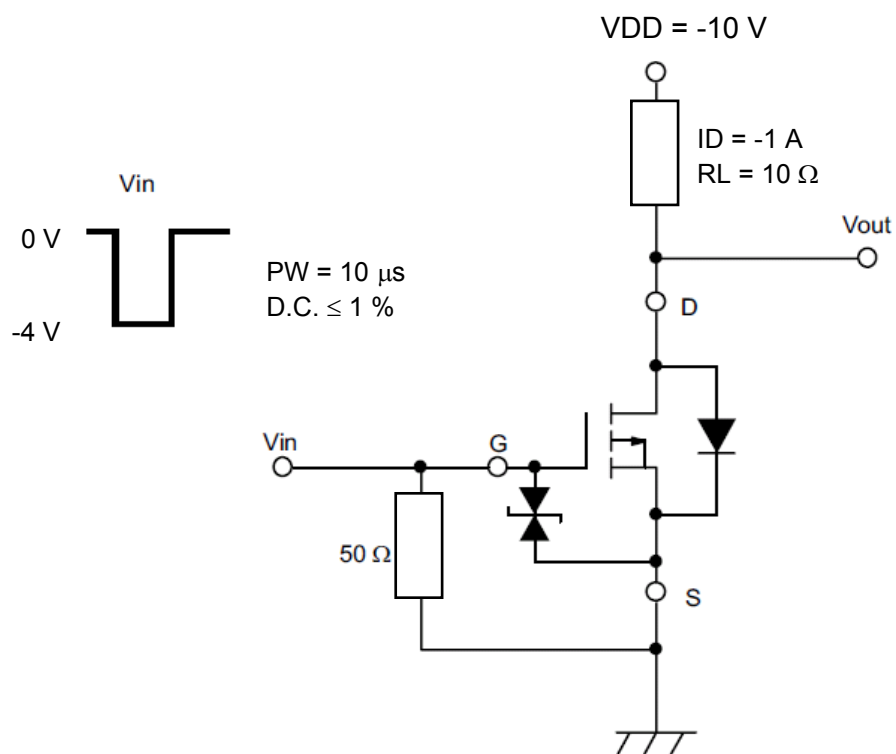 VDD = -10 V
ID = -1 A
RL = 10 Ω
Vin
Vout
0 V
PW = 10 μs
D.C. ≤ 1 %
-4 V
D
Vin
G
50 Ω
S